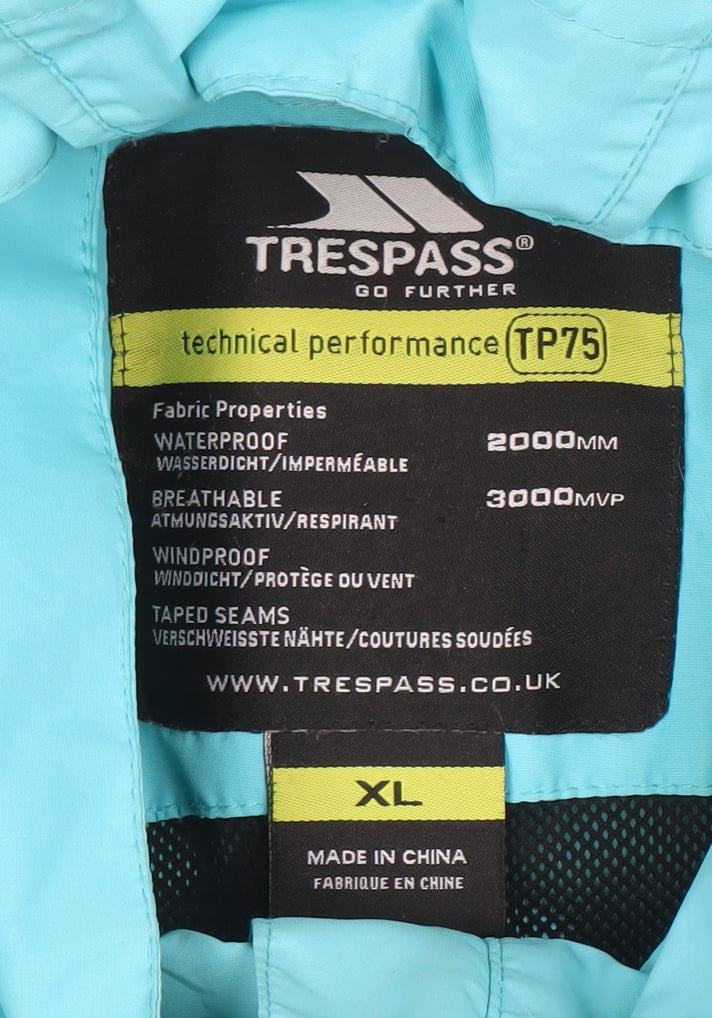 TRESPASS®
GO FURTHER
technical performance TP75
Fabric Properties
WATERPROOF 2000MM
WASSERDICHT/IMPERMÉABLE
BREATHABLE 3000MVP
ATMUNGSAKTIV/RESPIRANT
WINDPROOF
WINDDICHT/PROTÈGE DU VENT
TAPED SEAMS
VERSCHWEISSTE NÄHTE/COUTURES SOUDÉES
WWW.TRESPASS.CO.UK
XL
MADE IN CHINA
FABRIQUE EN CHINE